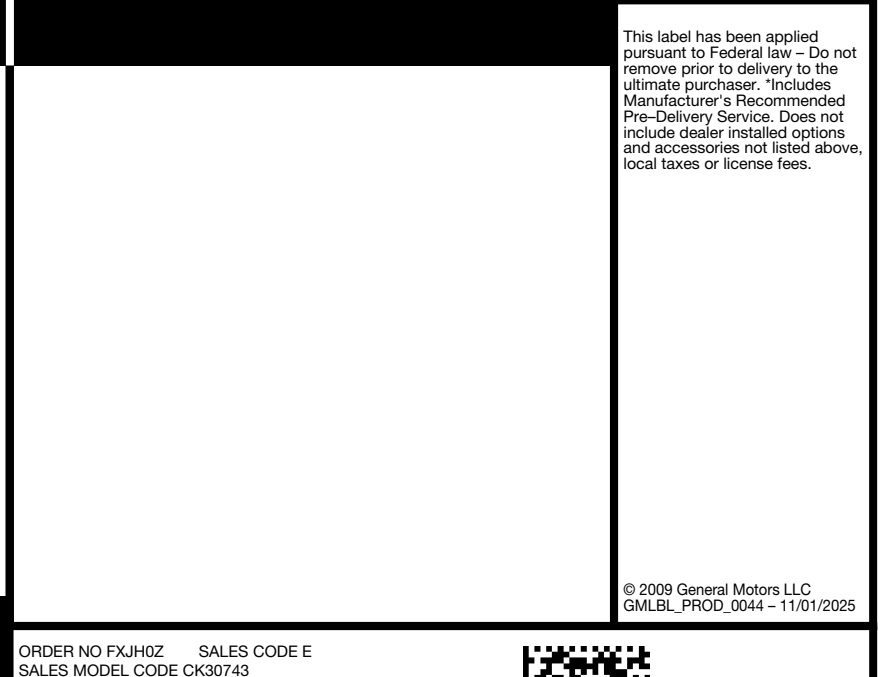 This label has been applied
pursuant to Federal law – Do not
remove prior to delivery to the
ultimate purchaser. *Includes
Manufacturer's Recommended
Pre–Delivery Service. Does not
include dealer installed options
and accessories not listed above,
local taxes or license fees.
© 2009 General Motors LLC
GMLBL_PROD_0044 – 11/01/2025
ORDER NO FXJH0Z SALES CODE E
SALES MODEL CODE CK30743